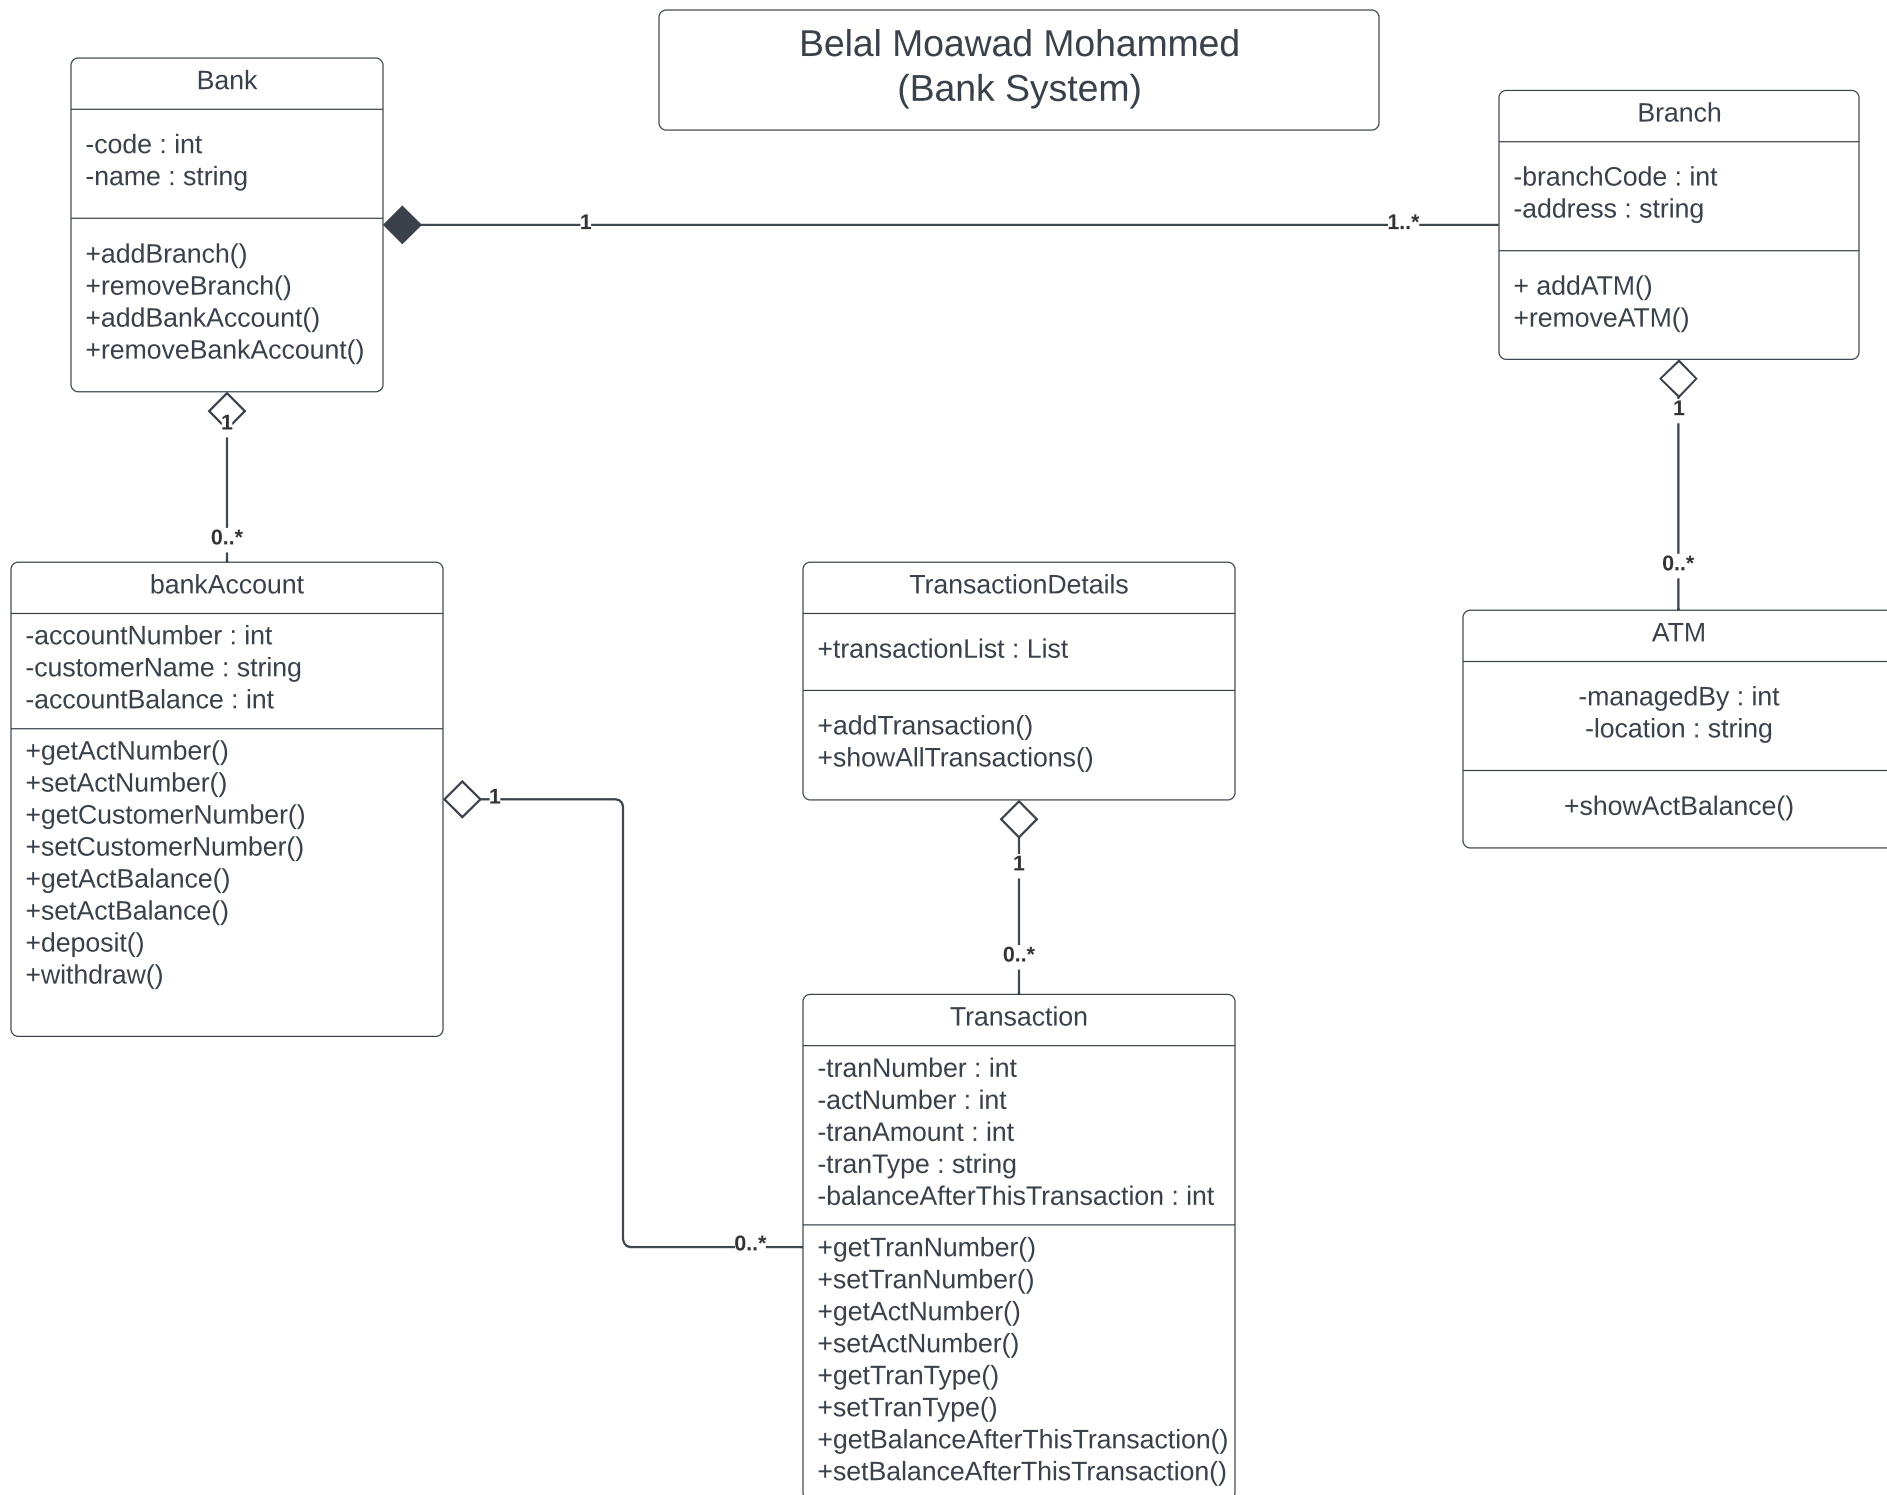 Belal Moawad Mohammed
(Bank System)
Bank
-code : int
-name : string
+addBranch()
+removeBranch()
+addBankAccount()
+removeBankAccount()
1
1..*
Branch
-branchCode : int
-address : string
+ addATM()
+removeATM()
1
0..*
1
0..*
bankAccount
-accountNumber : int
-customerName : string
-accountBalance : int
+getActNumber()
+setActNumber()
+getCustomerNumber()
+setCustomerNumber()
+getActBalance()
+setActBalance()
+deposit()
+withdraw()
1
0..*
TransactionDetails
+transactionList : List
+addTransaction()
+showAllTransactions()
1
0..*
ATM
-managedBy : int
-location : string
+showActBalance()
Transaction
-tranNumber : int
-actNumber : int
-tranAmount : int
-tranType : string
-balanceAfterThisTransaction : int
+getTranNumber()
+setTranNumber()
+getActNumber()
+setActNumber()
+getTranType()
+setTranType()
+getBalanceAfterThisTransaction()
+setBalanceAfterThisTransaction()